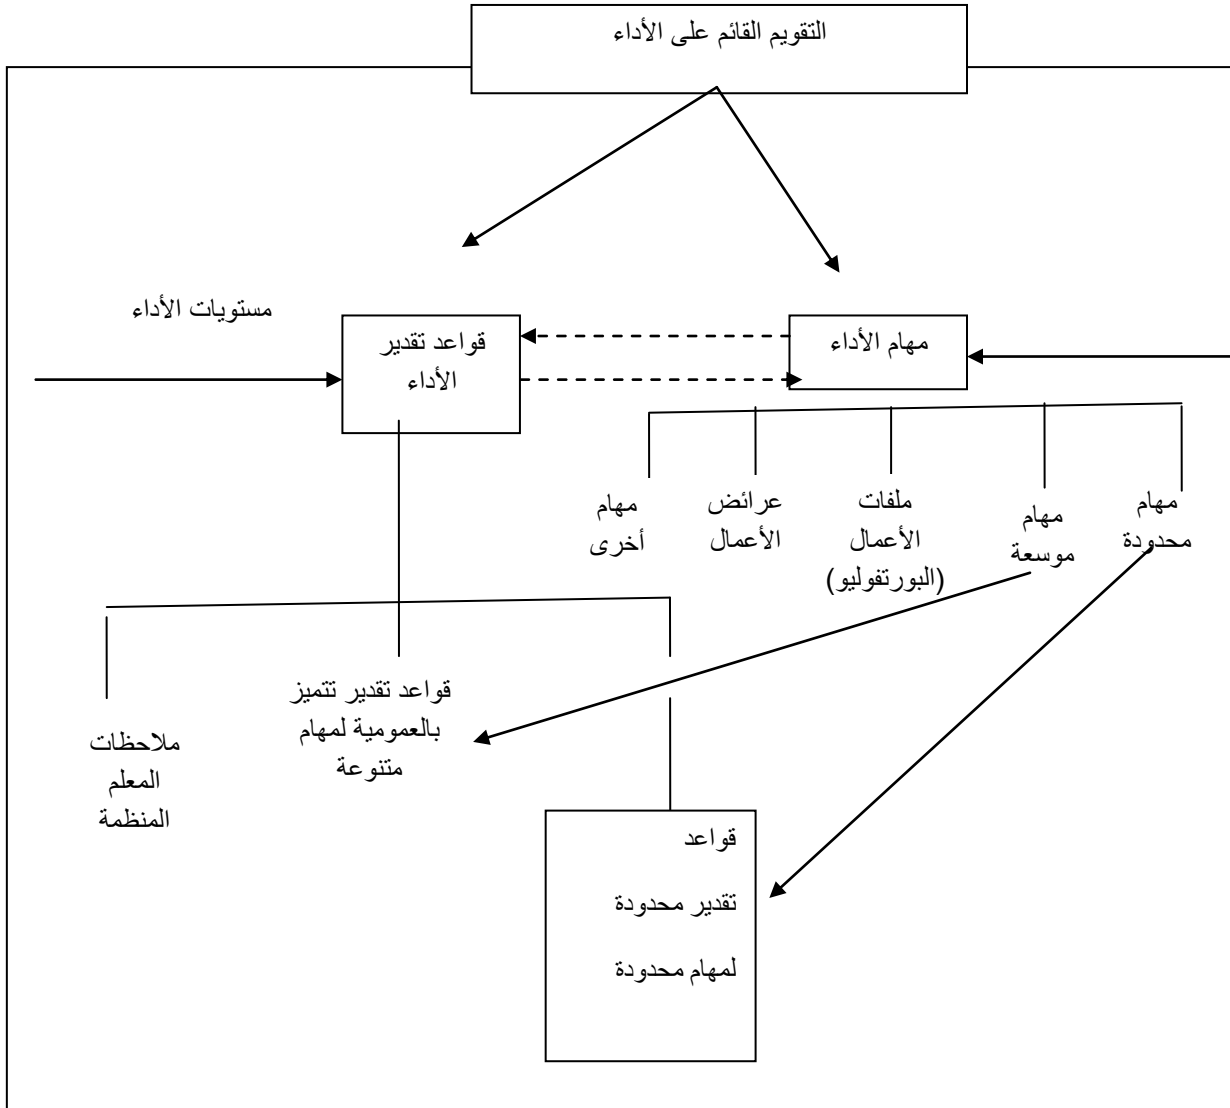 التقويم القائم على الأداء
مستويات الأداء
مهام الأداء
قواعد تقدير
الأداء
مهام
محدودة
مهام
موسعة
ملفات
الأعمال
(البورتفوليو)
عرائض
الأعمال
مهام
أخرى
قواعد تقدير تتميز
بالعمومية لمهام
متنوعة
ملاحظات
المعلم
المنظمة
قواعد
تقدير محدودة
لمهام محدودة